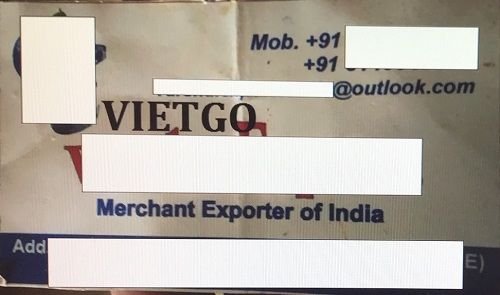 Mob. +91
+91
@outlook.com
VIETGO
Merchant Exporter of India
Add
E)